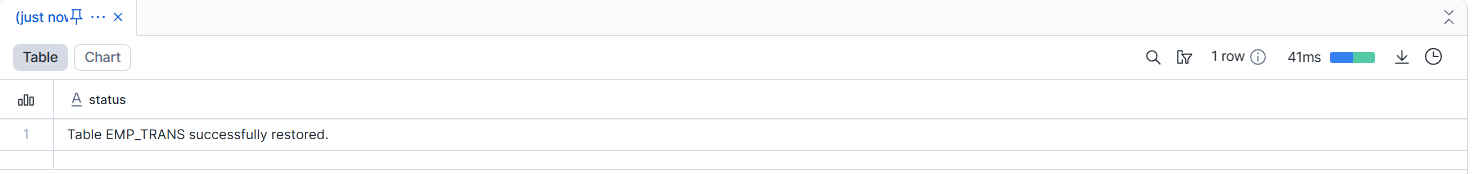 (just nov
Table Chart 1 row 41ms
A status
1 Table EMP_TRANS successfully restored.